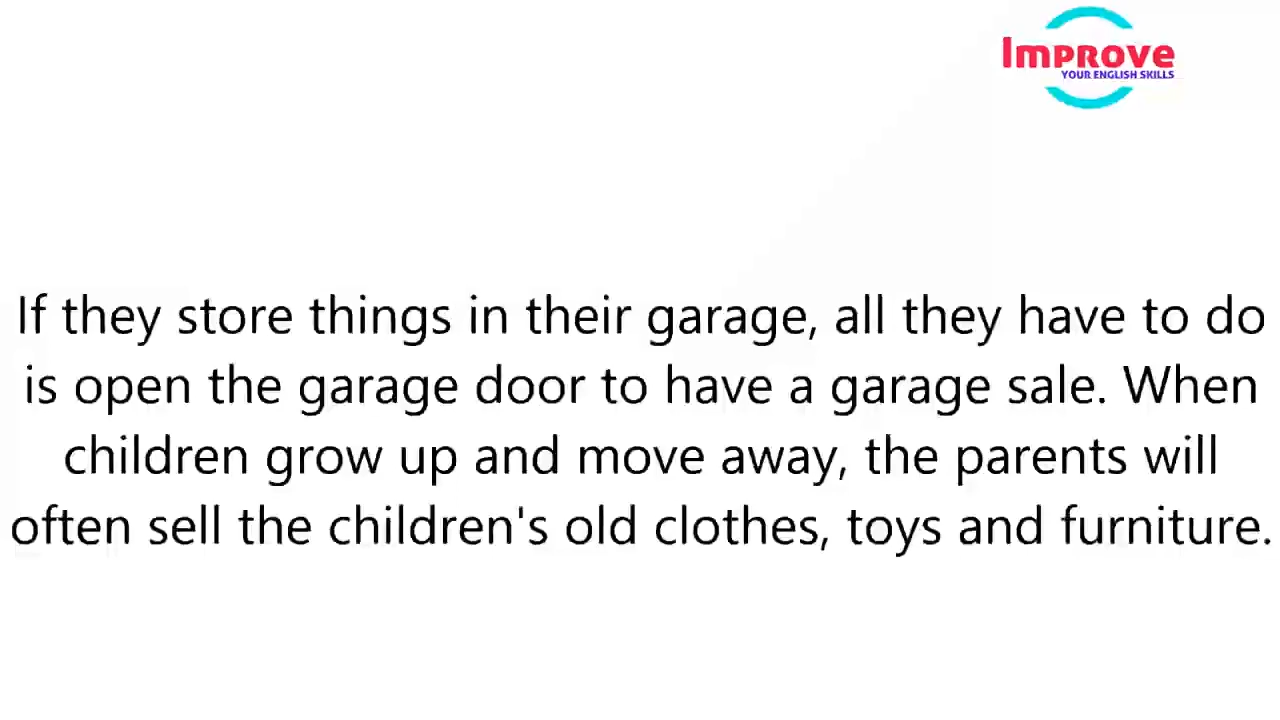 Improve
YOUR ENGLISH SKILLS
If they store things in their garage, all they have to do
is open the garage door to have a garage sale. When
children grow up and move away, the parents will
often sell the children's old clothes, toys and furniture.